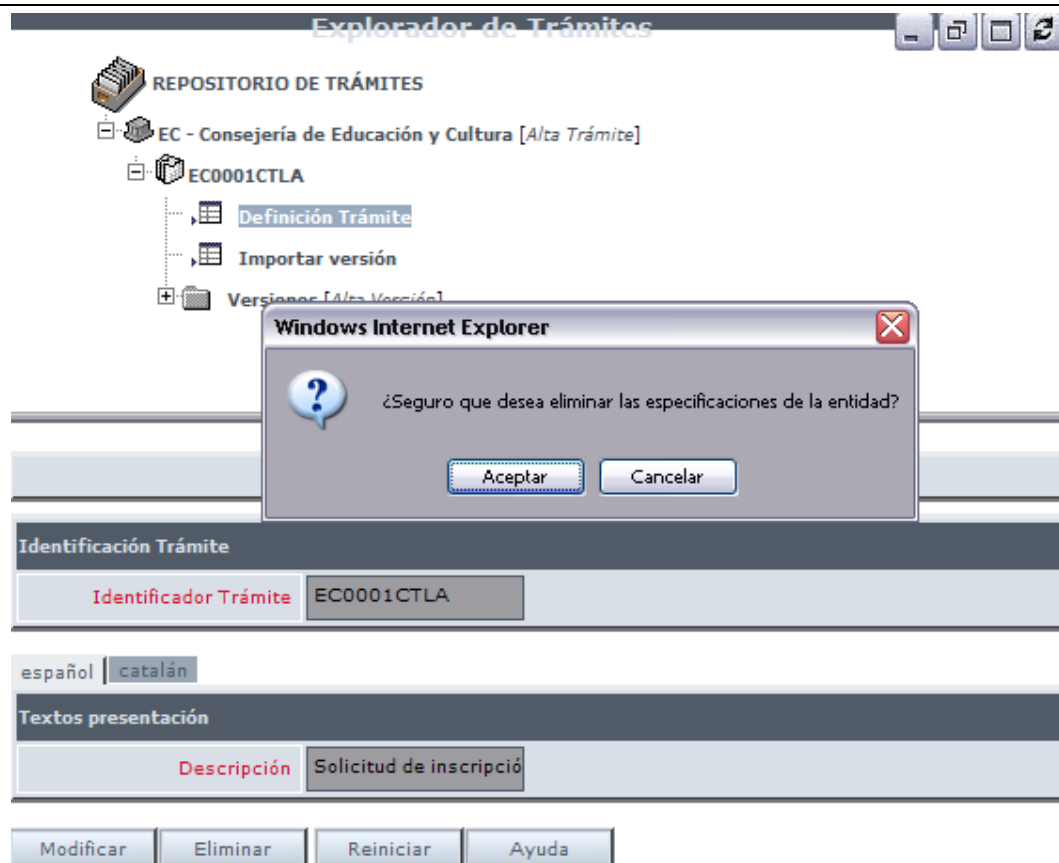 Explorador de Trámites
REPOSITORIO DE TRÁMITES
EC - Consejería de Educación y Cultura [Alta Trámite]
EC0001CTLA
Definición Trámite
Importar versión
Versiones [Alta Versión]
Windows Internet Explorer
¿Seguro que desea eliminar las especificaciones de la entidad?
Aceptar Cancelar
Identificación Trámite
Identificador Trámite EC0001CTLA
español catalán
Textos presentación
Descripción Solicitud de inscripció
Modificar Eliminar Reiniciar Ayuda